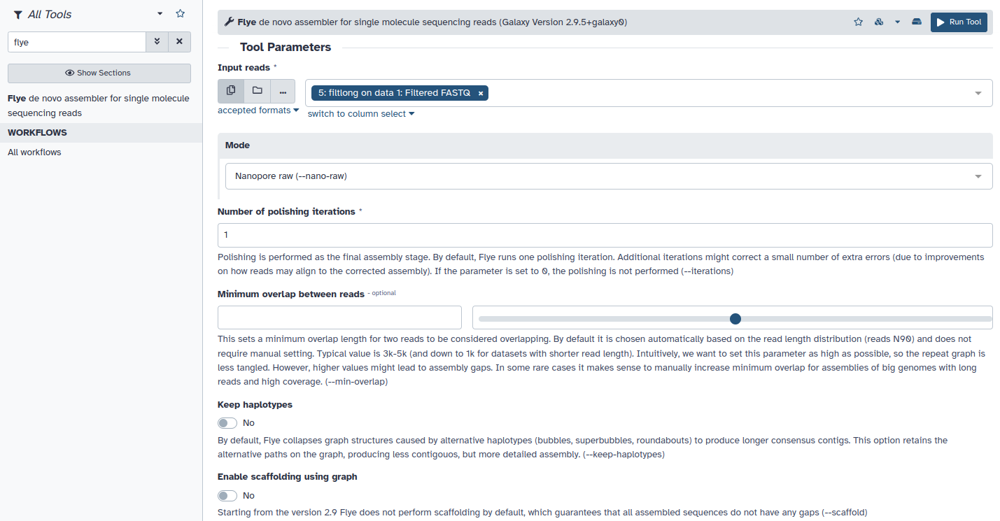 All Tools
flye
Show Sections
Flye de novo assembler for single molecule
sequencing reads
WORKFLOWS
All workflows
Flye de novo assembler for single molecule sequencing reads (Galaxy Version 2.9.5+galaxy0)
Run Tool
Tool Parameters
Input reads *
...
5: filtlong on data 1: Filtered FASTQ ×
accepted formats
switch to column select
Mode
Nanopore raw (--nano-raw)
Number of polishing iterations *
1
Polishing is performed as the final assembly stage. By default, Flye runs one polishing iteration. Additional iterations might correct a small number of extra errors (due to improvements
on how reads may align to the corrected assembly). If the parameter is set to 0, the polishing is not performed (--iterations)
Minimum overlap between reads - optional
This sets a minimum overlap length for two reads to be considered overlapping. By default it is chosen automatically based on the read length distribution (reads N90) and does not
require manual setting. Typical value is 3k-5k (and down to 1k for datasets with shorter read length). Intuitively, we want to set this parameter as high as possible, so the repeat graph is
less tangled. However, higher values might lead to assembly gaps. In some rare cases it makes sense to manually increase minimum overlap for assemblies of big genomes with long
reads and high coverage. (--min-overlap)
Keep haplotypes
No
By default, Flye collapses graph structures caused by alternative haplotypes (bubbles, superbubbles, roundabouts) to produce longer consensus contigs. This option retains the
alternative paths on the graph, producing less contigouos, but more detailed assembly. (--keep-haplotypes)
Enable scaffolding using graph
No
Starting from the version 2.9 Flye does not perform scaffolding by default, which guarantees that all assembled sequences do not have any gaps (--scaffold)